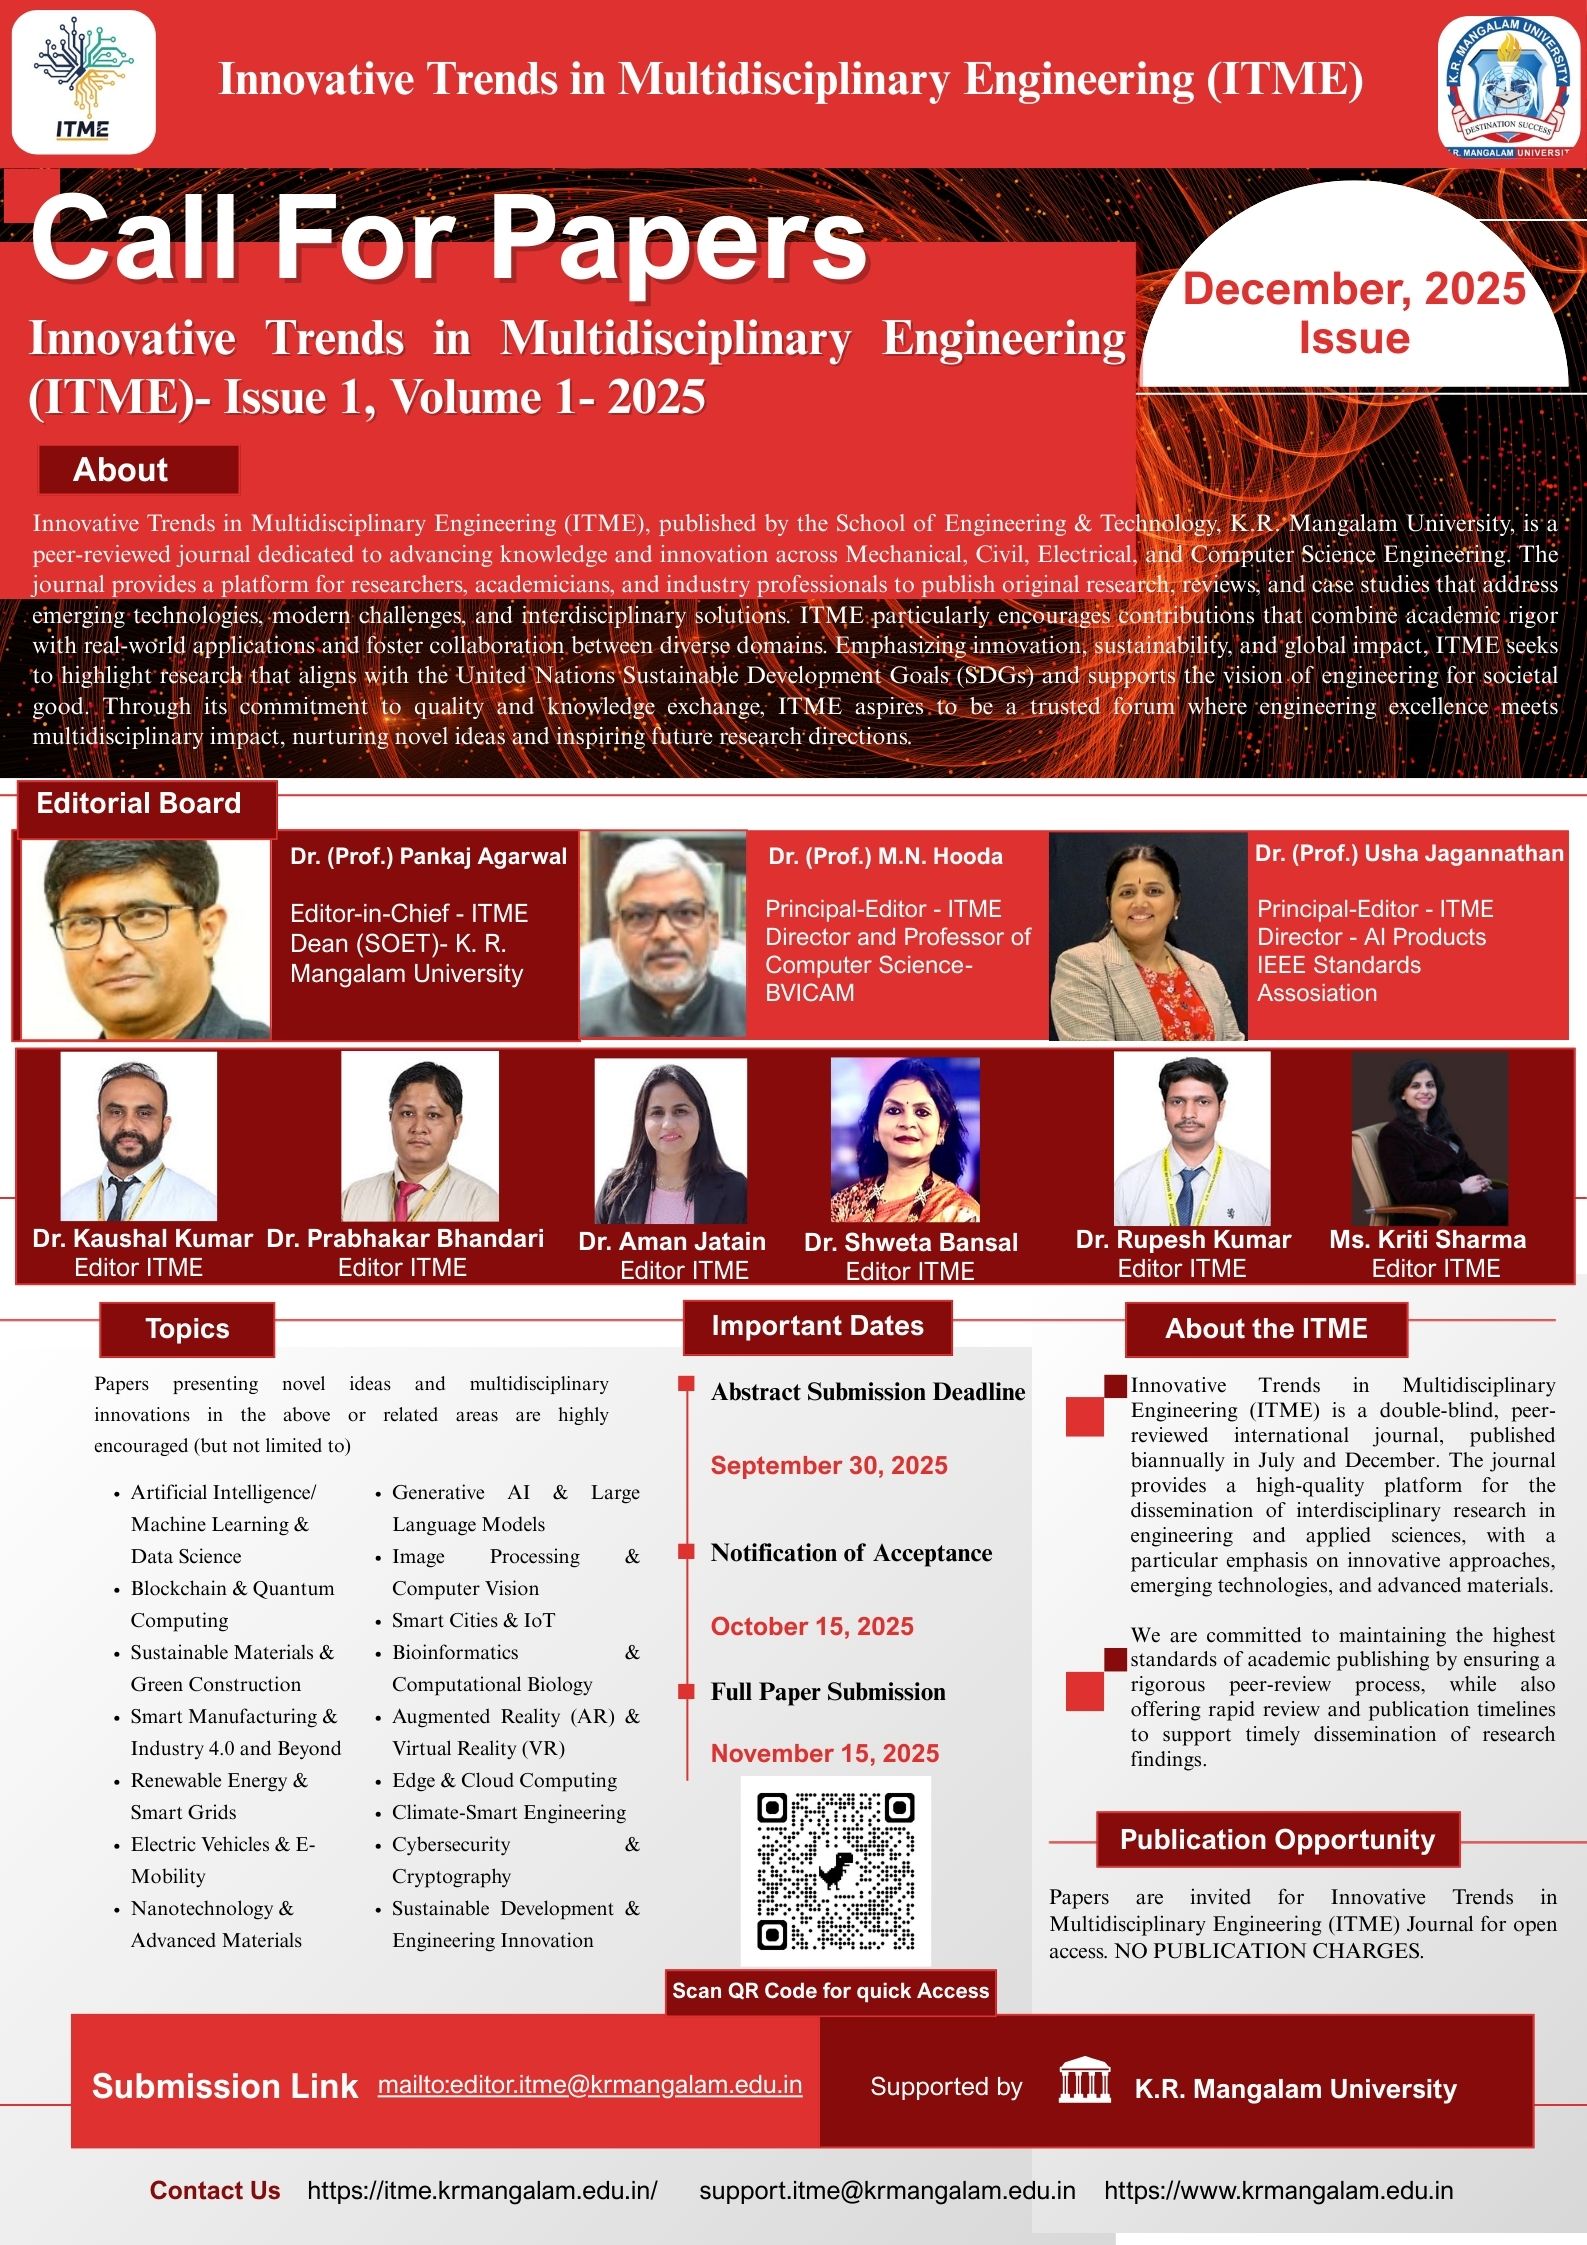 ITME
Innovative Trends in Multidisciplinary Engineering (ITME)
K.R. MANGALAM UNIVERSITY
DESTINATION SUCCESS
K.R. MANGALAM UNIVERSITY
Call For Papers
December, 2025
Issue
Innovative Trends in Multidisciplinary Engineering
(ITME)- Issue 1, Volume 1- 2025
About
Innovative Trends in Multidisciplinary Engineering (ITME), published by the School of Engineering & Technology, K.R. Mangalam University, is a
peer-reviewed journal dedicated to advancing knowledge and innovation across Mechanical, Civil, Electrical, and Computer Science Engineering. The
journal provides a platform for researchers, academicians, and industry professionals to publish original research, reviews, and case studies that address
emerging technologies, modern challenges, and interdisciplinary solutions. ITME particularly encourages contributions that combine academic rigor
with real-world applications and foster collaboration between diverse domains. Emphasizing innovation, sustainability, and global impact, ITME seeks
to highlight research that aligns with the United Nations Sustainable Development Goals (SDGs) and supports the vision of engineering for societal
good. Through its commitment to quality and knowledge exchange, ITME aspires to be a trusted forum where engineering excellence meets
multidisciplinary impact, nurturing novel ideas and inspiring future research directions.
Editorial Board
Dr. (Prof.) Pankaj Agarwal
Editor-in-Chief - ITME
Dean (SOET)- K. R.
Mangalam University
Dr. (Prof.) M.N. Hooda
Principal-Editor - ITME
Director and Professor of
Computer Science-
BVICAM
Dr. (Prof.) Usha Jagannathan
Principal-Editor - ITME
Director - AI Products
IEEE Standards
Assosiation
Dr. Kaushal Kumar
Editor ITME
Dr. Prabhakar Bhandari
Editor ITME
Dr. Aman Jatain
Editor ITME
Dr. Shweta Bansal
Editor ITME
Dr. Rupesh Kumar
Editor ITME
Ms. Kriti Sharma
Editor ITME
Topics
Papers presenting novel ideas and multidisciplinary
innovations in the above or related areas are highly
encouraged (but not limited to)
• Artificial Intelligence/
Machine Learning &
Data Science
• Blockchain & Quantum
Computing
• Sustainable Materials &
Green Construction
• Smart Manufacturing &
Industry 4.0 and Beyond
• Renewable Energy &
Smart Grids
• Electric Vehicles & E-
Mobility
• Nanotechnology &
Advanced Materials
• Generative AI & Large
Language Models
• Image Processing &
Computer Vision
• Smart Cities & IoT
• Bioinformatics &
Computational Biology
• Augmented Reality (AR) &
Virtual Reality (VR)
• Edge & Cloud Computing
• Climate-Smart Engineering
• Cybersecurity &
Cryptography
• Sustainable Development &
Engineering Innovation
Important Dates
Abstract Submission Deadline
September 30, 2025
Notification of Acceptance
October 15, 2025
Full Paper Submission
November 15, 2025
Scan QR Code for quick Access
About the ITME
Innovative Trends in Multidisciplinary
Engineering (ITME) is a double-blind, peer-
reviewed international journal, published
biannually in July and December. The journal
provides a high-quality platform for the
dissemination of interdisciplinary research in
engineering and applied sciences, with a
particular emphasis on innovative approaches,
emerging technologies, and advanced materials.
We are committed to maintaining the highest
standards of academic publishing by ensuring a
rigorous peer-review process, while also
offering rapid review and publication timelines
to support timely dissemination of research
findings.
Publication Opportunity
Papers are invited for Innovative Trends in
Multidisciplinary Engineering (ITME) Journal for open
access. NO PUBLICATION CHARGES.
Submission Link mailto:editor.itme@krmangalam.edu.in
Supported by K.R. Mangalam University
Contact Us https://itme.krmangalam.edu.in/ support.itme@krmangalam.edu.in https://www.krmangalam.edu.in